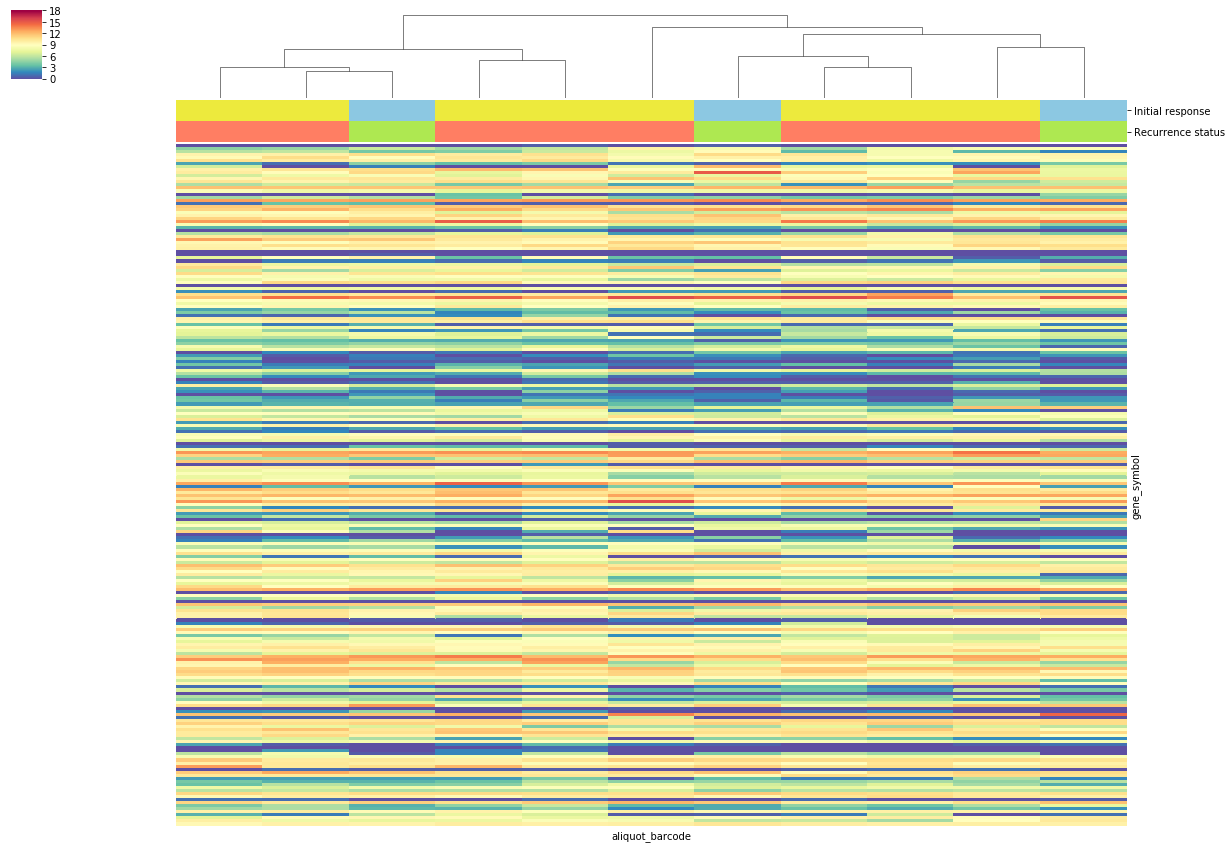 18
15
12
9
6
3
0
Initial response
Recurrence status
gene_symbol
aliquot_barcode